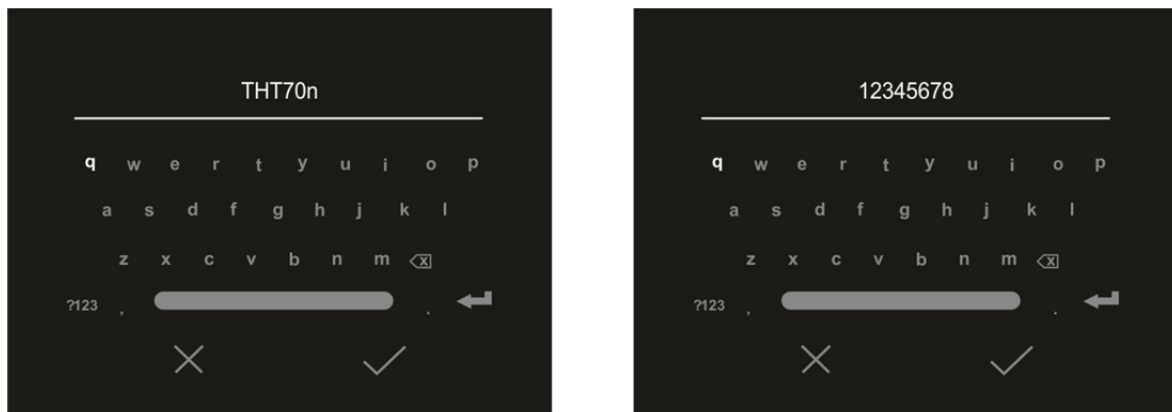 THT70n
q w e r t y u i o p
a s d f g h j k l
z x c v b n m
?123 , .
12345678
q w e r t y u i o p
a s d f g h j k l
z x c v b n m
?123 , .